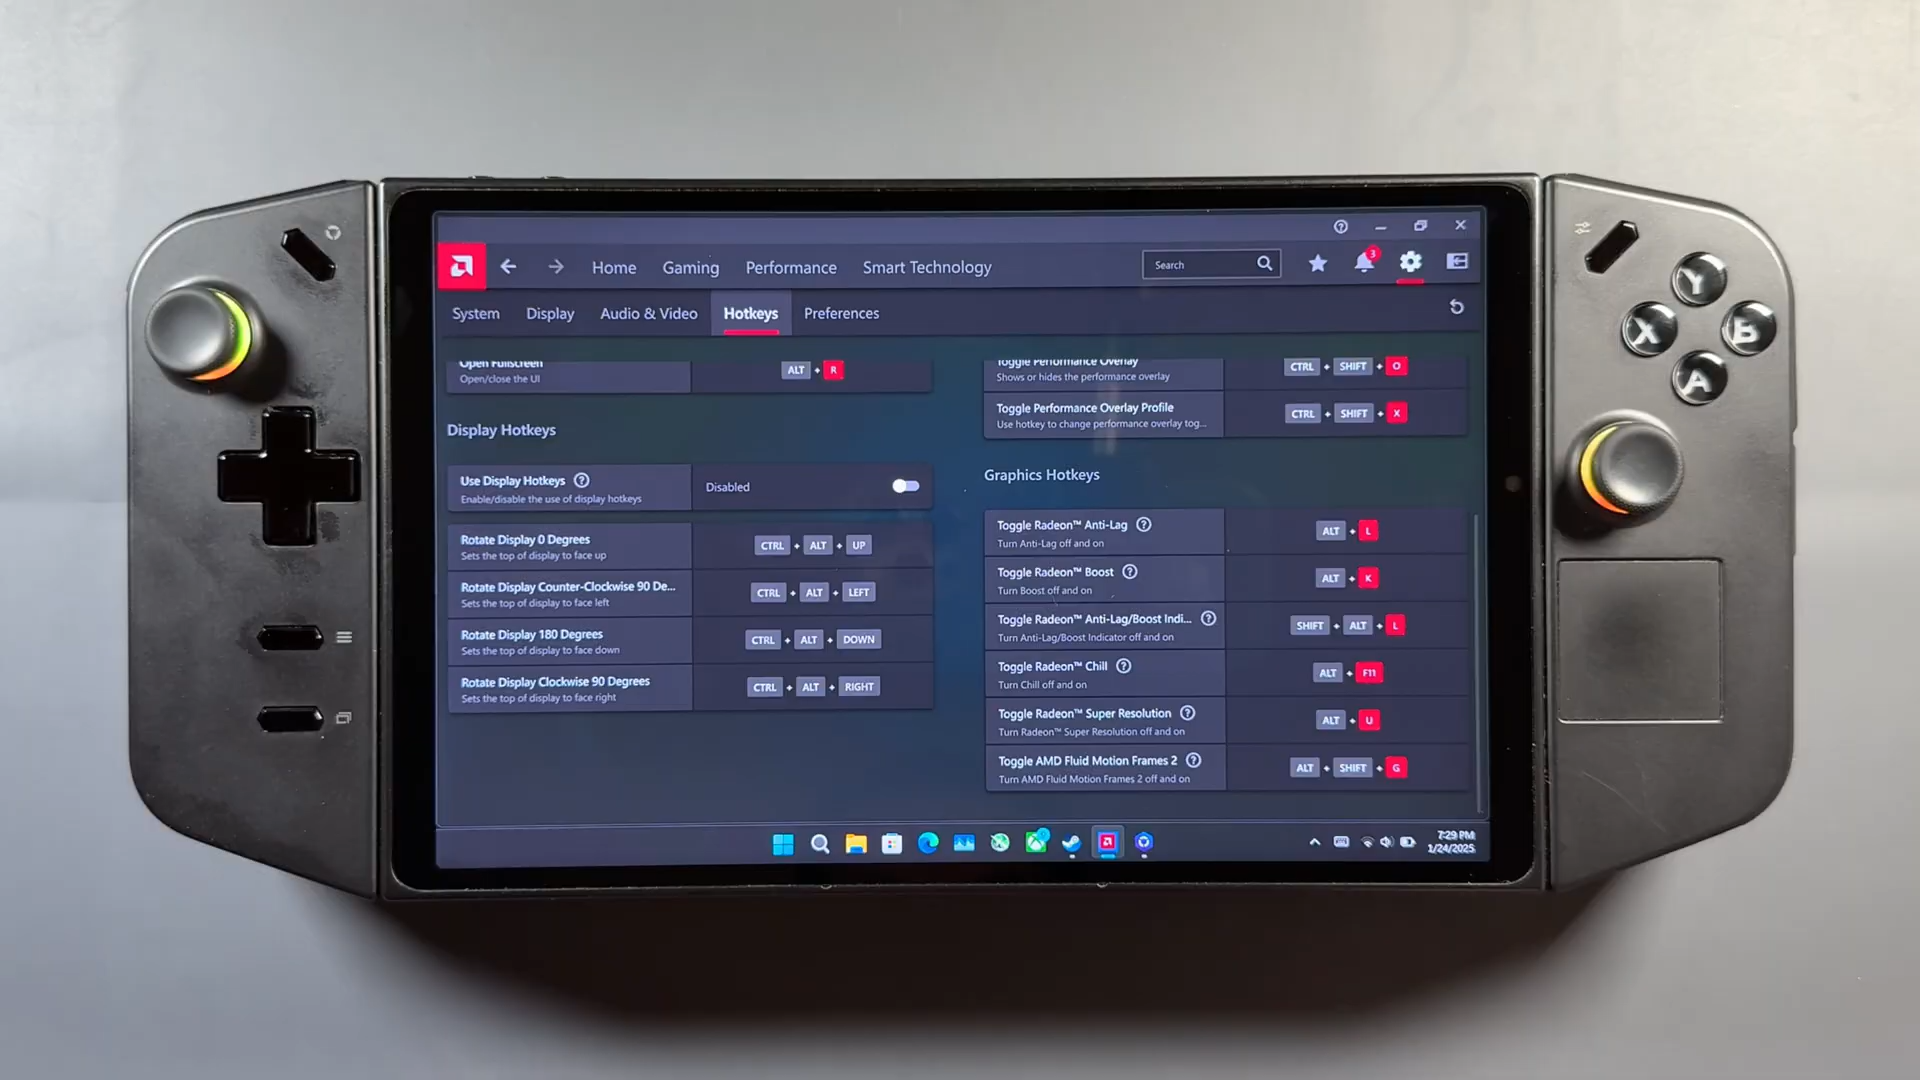 Home
Gaming
Performance
Smart Technology
Search
3
System
Display
Audio & Video
Hotkeys
Preferences
Open Fullscreen
Open/close the UI
ALT + R
Display Hotkeys
Use Display Hotkeys ?
Enable/disable the use of display hotkeys
Disabled
Rotate Display 0 Degrees
Sets the top of display to face up
CTRL + ALT + UP
Rotate Display Counter-Clockwise 90 De...
Sets the top of display to face left
CTRL + ALT + LEFT
Rotate Display 180 Degrees
Sets the top of display to face down
CTRL + ALT + DOWN
Rotate Display Clockwise 90 Degrees
Sets the top of display to face right
CTRL + ALT + RIGHT
Toggle Performance Overlay
Shows or hides the performance overlay
CTRL + SHIFT + O
Toggle Performance Overlay Profile
Use hotkey to change performance overlay tog...
CTRL + SHIFT + X
Graphics Hotkeys
Toggle Radeon™ Anti-Lag ?
Turn Anti-Lag off and on
ALT + L
Toggle Radeon™ Boost ?
Turn Boost off and on
ALT + K
Toggle Radeon™ Anti-Lag/Boost Indi... ?
Turn Anti-Lag/Boost Indicator off and on
SHIFT + ALT + L
Toggle Radeon™ Chill ?
Turn Chill off and on
ALT + F11
Toggle Radeon™ Super Resolution ?
Turn Radeon™ Super Resolution off and on
ALT + U
Toggle AMD Fluid Motion Frames 2 ?
Turn AMD Fluid Motion Frames 2 off and on
ALT + SHIFT + G
7:29 PM
1/24/2025
Y
X
B
A